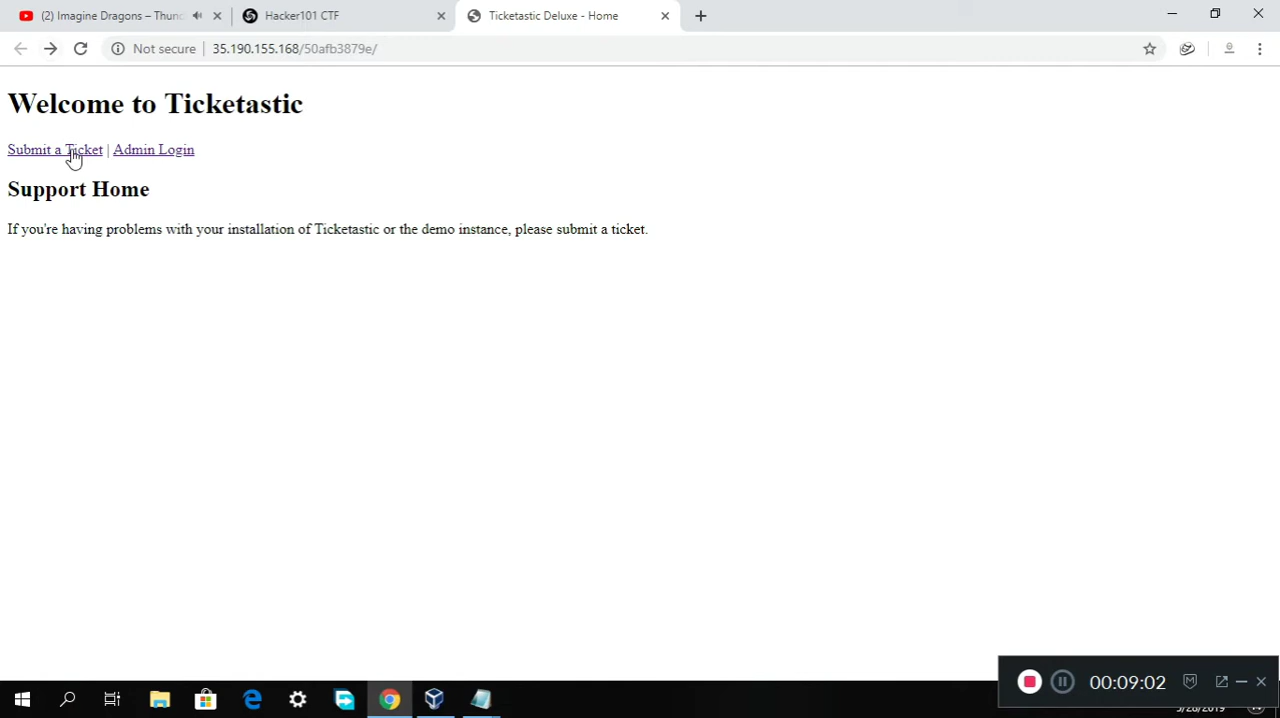 (2) Imagine Dragons – Thund
Hacker101 CTF
Ticketastic Deluxe - Home
Not secure
35.190.155.168/50afb3879e/
Welcome to Ticketastic
Submit a Ticket | Admin Login
Support Home
If you're having problems with your installation of Ticketastic or the demo instance, please submit a ticket.
00:09:02